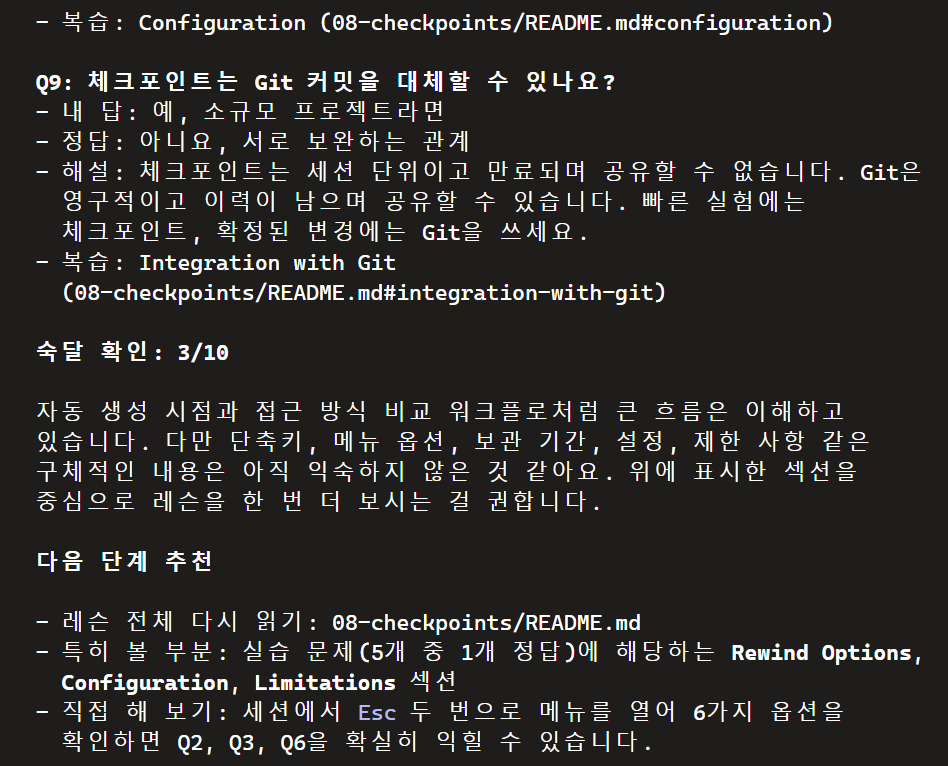 - 복습: Configuration (08-checkpoints/README.md#configuration)
Q9: 체크포인트는 Git 커밋을 대체할 수 있나요?
- 내 답: 예, 소규모 프로젝트라면
- 정답: 아니요, 서로 보완하는 관계
- 해설: 체크포인트는 세션 단위이고 만료되며 공유할 수 없습니다. Git은
영구적이고 이력이 남으며 공유할 수 있습니다. 빠른 실험에는
체크포인트, 확정된 변경에는 Git을 쓰세요.
- 복습: Integration with Git
(08-checkpoints/README.md#integration-with-git)
숙달 확인: 3/10
자동 생성 시점과 접근 방식 비교 워크플로처럼 큰 흐름은 이해하고
있습니다. 다만 단축키, 메뉴 옵션, 보관 기간, 설정, 제한 사항 같은
구체적인 내용은 아직 익숙하지 않은 것 같아요. 위에 표시한 섹션을
중심으로 레슨을 한 번 더 보시는 걸 권합니다.
다음 단계 추천
- 레슨 전체 다시 읽기: 08-checkpoints/README.md
- 특히 볼 부분: 실습 문제(5개 중 1개 정답)에 해당하는 Rewind Options,
Configuration, Limitations 섹션
- 직접 해 보기: 세션에서 Esc 두 번으로 메뉴를 열어 6가지 옵션을
확인하면 Q2, Q3, Q6을 확실히 익힐 수 있습니다.